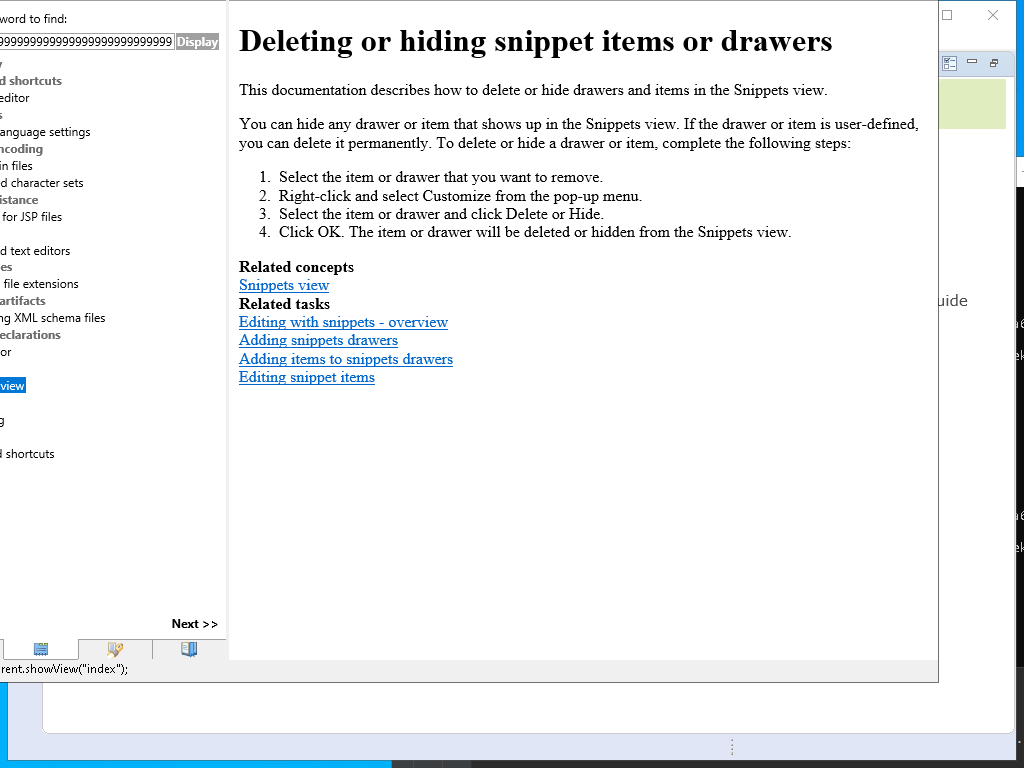 word to find:
99999999999999999999999999 Display
d shortcuts
editor
s
anguage settings
ncoding
in files
d character sets
istance
for JSP files
d text editors
es
file extensions
artifacts
ng XML schema files
eclarations
or
view
g
d shortcuts
Next >>
rent.showView("index");
Deleting or hiding snippet items or drawers
This documentation describes how to delete or hide drawers and items in the Snippets view.
You can hide any drawer or item that shows up in the Snippets view. If the drawer or item is user-defined,
you can delete it permanently. To delete or hide a drawer or item, complete the following steps:
1. Select the item or drawer that you want to remove.
2. Right-click and select Customize from the pop-up menu.
3. Select the item or drawer and click Delete or Hide.
4. Click OK. The item or drawer will be deleted or hidden from the Snippets view.
Related concepts
Snippets view
Related tasks
Editing with snippets - overview
Adding snippets drawers
Adding items to snippets drawers
Editing snippet items
uide